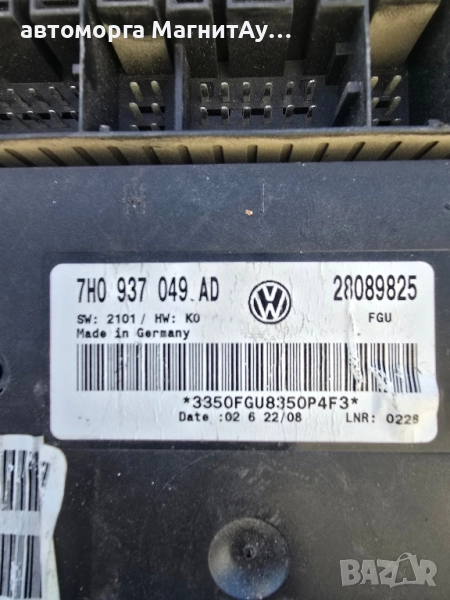 автоморга МагнитАу...
7H0 937 049 AD
28089825
SW: 2101/ HW: K0
FGU
Made in Germany
*3350FGU8350P4F3*
Date :02 6 22/08
LNR: 0228
BAZAR